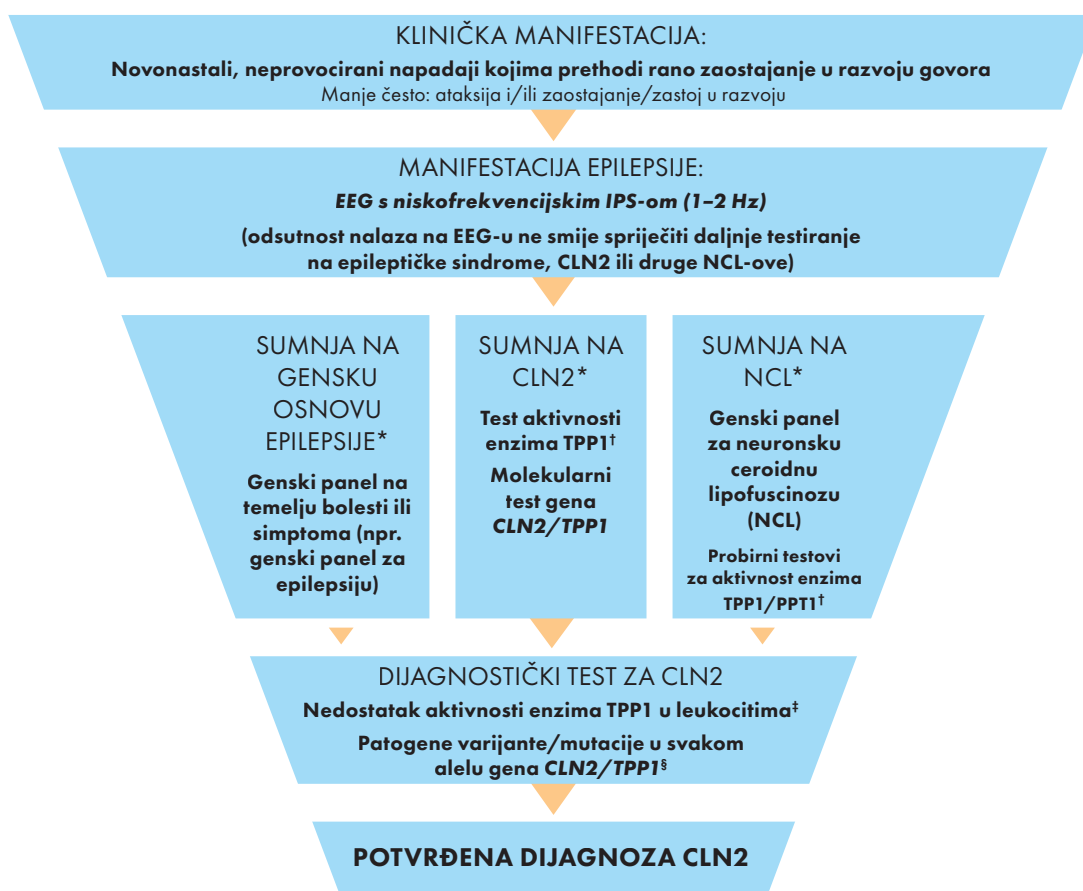 KLINIČKA MANIFESTACIJA:
Novonastali, neprovocirani napadaji kojima prethodi rano zaostajanje u razvoju govora
Manje često: ataksija i/ili zaostajanje/zastoj u razvoju
MANIFESTACIJA EPILEPSIJE:
EEG s niskofrekvencijskim IPS-om (1–2 Hz)
(odsutnost nalaza na EEG-u ne smije spriječiti daljnje testiranje
na epileptičke sindrome, CLN2 ili druge NCL-ove)
SUMNJA NA
GENSKU
OSNOVU
EPILEPSIJE*
Genski panel na
temelju bolesti ili
simptoma (npr.
genski panel za
epilepsiju)
SUMNJA NA
CLN2*
Test aktivnosti
enzima TPP1†
Molekularni
test gena
CLN2/TPP1
SUMNJA NA
NCL*
Genski panel
za neuronsku
ceroidnu
lipofuscinozu
(NCL)
Probirni testovi
za aktivnost enzima
TPP1/PPT1†
DIJAGNOSTIČKI TEST ZA CLN2
Nedostatak aktivnosti enzima TPP1 u leukocitima‡
Patogene varijante/mutacije u svakom
alelu gena CLN2/TPP1§
POTVRĐENA DIJAGNOZA CLN2